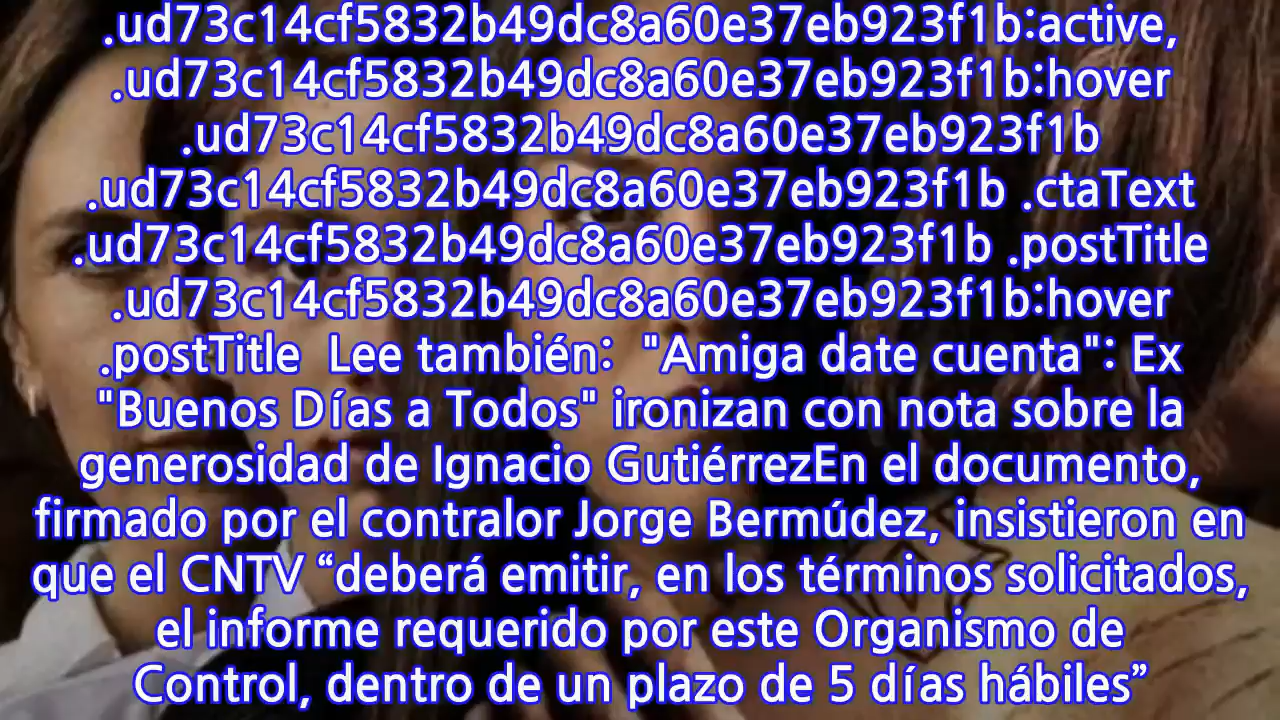 .ud73c14cf5832b49dc8a60e37eb923f1b:active,
.ud73c14cf5832b49dc8a60e37eb923f1b:hover
.ud73c14cf5832b49dc8a60e37eb923f1b
.ud73c14cf5832b49dc8a60e37eb923f1b .ctaText
.ud73c14cf5832b49dc8a60e37eb923f1b .postTitle
.ud73c14cf5832b49dc8a60e37eb923f1b:hover
.postTitle  Lee también:  "Amiga date cuenta": Ex
"Buenos Días a Todos" ironizan con nota sobre la
generosidad de Ignacio GutiérrezEn el documento,
firmado por el contralor Jorge Bermúdez, insistieron en
que el CNTV “deberá emitir, en los términos solicitados,
el informe requerido por este Organismo de
Control, dentro de un plazo de 5 días hábiles”